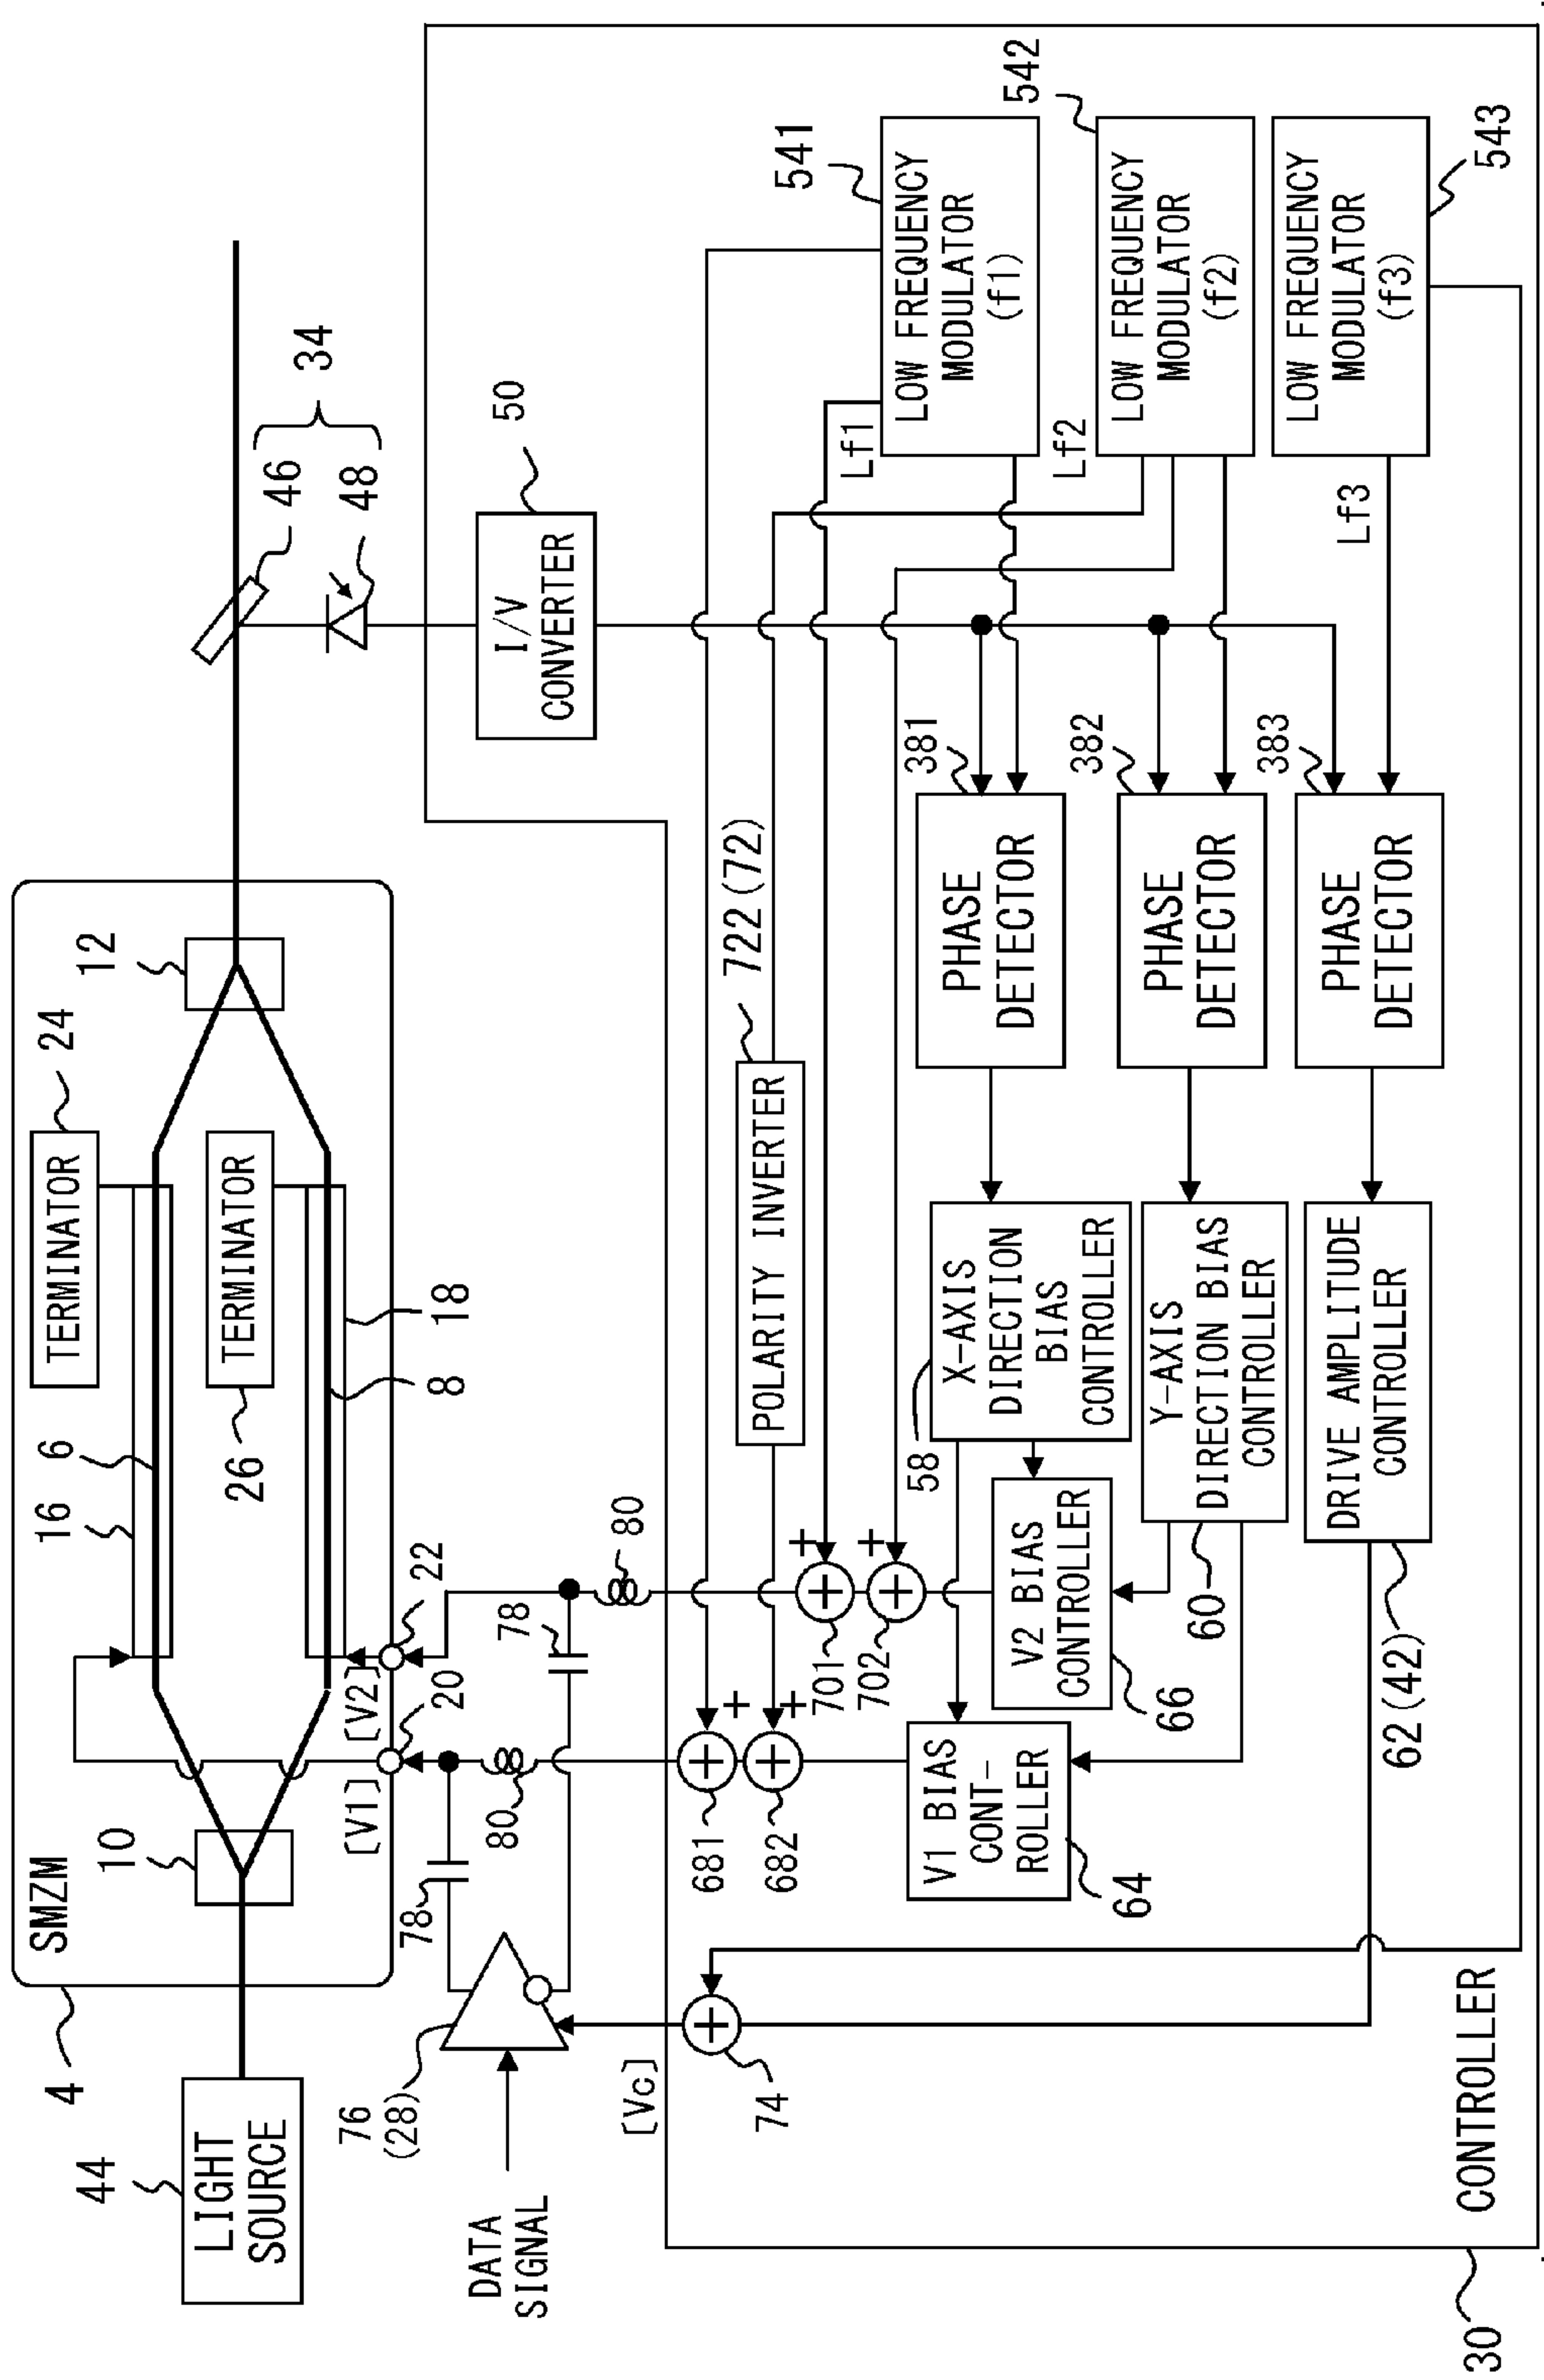 SMZM
4
44
LIGHT
SOURCE
10
16
6
TERMINATOR
24
26
TERMINATOR
8
18
12
46
48
34
[V1]
20
[V2]
22
76
(28)
DATA
SIGNAL
78
80
78
80
50
I/V
CONVERTER
[Vc]
74
681
682
701
702
+
+
+
+
+
+
+
+
+
POLARITY INVERTER
722(72)
V1 BIAS
CONT-
ROLLER
64
V2 BIAS
CONTROLLER
66
58
X-AXIS
DIRECTION
BIAS
CONTROLLER
60
Y-AXIS
DIRECTION BIAS
CONTROLLER
62(42)
DRIVE AMPLITUDE
CONTROLLER
381
PHASE
DETECTOR
382
PHASE
DETECTOR
383
PHASE
DETECTOR
Lf1
541
LOW FREQUENCY
MODULATOR
(f1)
Lf2
542
LOW FREQUENCY
MODULATOR
(f2)
Lf3
543
LOW FREQUENCY
MODULATOR
(f3)
CONTROLLER
30